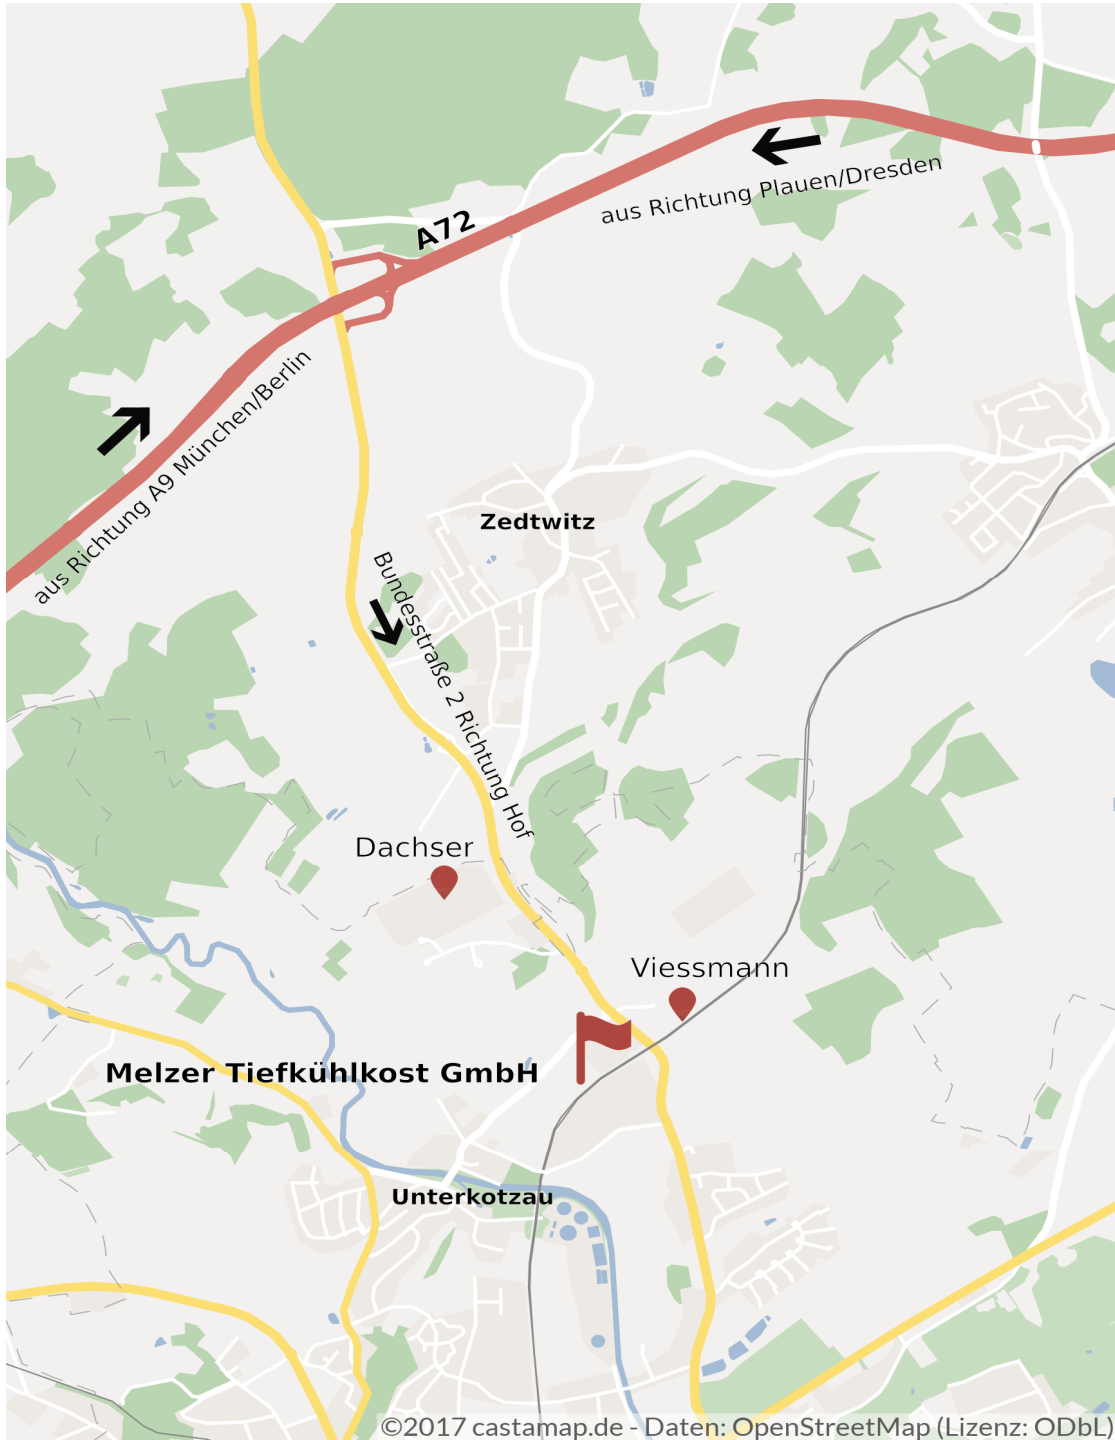 A72
aus Richtung Plauen/Dresden
aus Richtung A9 München/Berlin
Zedtwitz
Bundesstraße 2 Richtung Hof
Dachser
Viessmann
Melzer Tiefkühlkost GmbH
Unterkotzau
©2017 castamap.de - Daten: OpenStreetMap (Lizenz: ODbL)